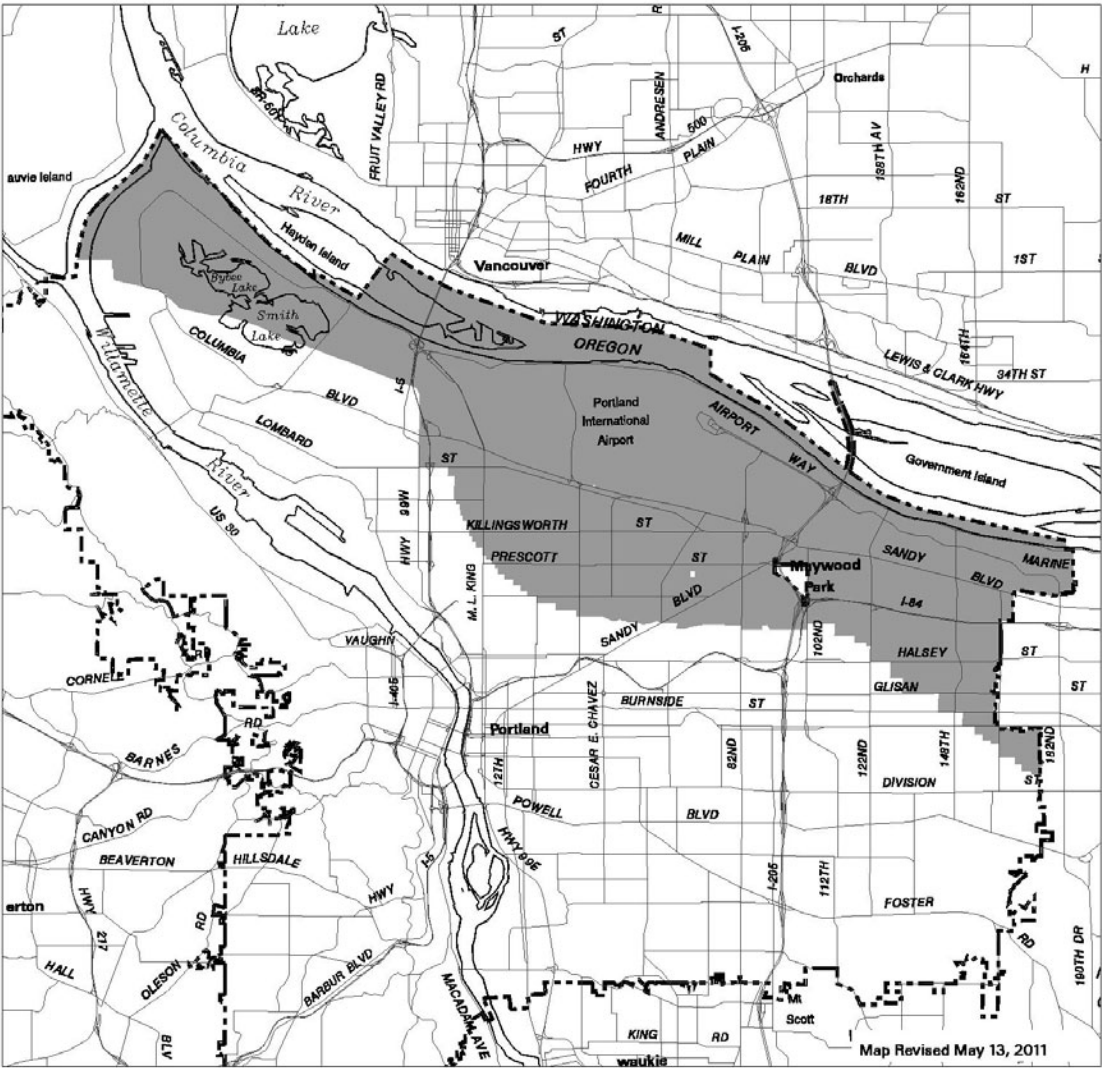 Lake
ST
I-205
H
Orchards
SR-501
FRUIT VALLEY RD
ANDRESEN
500
HWY
FOURTH
PLAIN
138TH AV
162ND
ST
18TH
Columbia
River
auvie Island
Hayden Island
MILL
PLAIN
BLVD
1ST
Vancouver
Bybee
Lake
Smith
Lake
WASHINGTON
OREGON
164TH
LEWIS & CLARK HWY
34TH ST
Willamette
River
COLUMBIA
BLVD
I-5
LOMBARD
ST
Portland
International
Airport
AIRPORT
WAY
Government Island
US 30
HWY
99W
KILLINGSWORTH
ST
PRESCOTT
ST
M. L. KING
SANDY
BLVD
Maywood
Park
SANDY
BLVD
MARINE
I-84
102ND
VAUGHN
HALSEY
ST
CORNELL
RD
I-405
GLISAN
ST
BURNSIDE
ST
Portland
BARNES
RD
12TH
CESAR E. CHAVEZ
82ND
122ND
148TH
182ND
DIVISION
ST
CANYON RD
POWELL
BLVD
BEAVERTON
HILLSDALE
HWY
I-5
HWY 99E
I-205
112TH
FOSTER
RD
erton
HWY
217
RD
HALL
OLESON
BARBUR BLVD
190TH DR
MACADAM AVE
BLV
Mt
Scott
KING
RD
waukie
Map Revised May 13, 2011